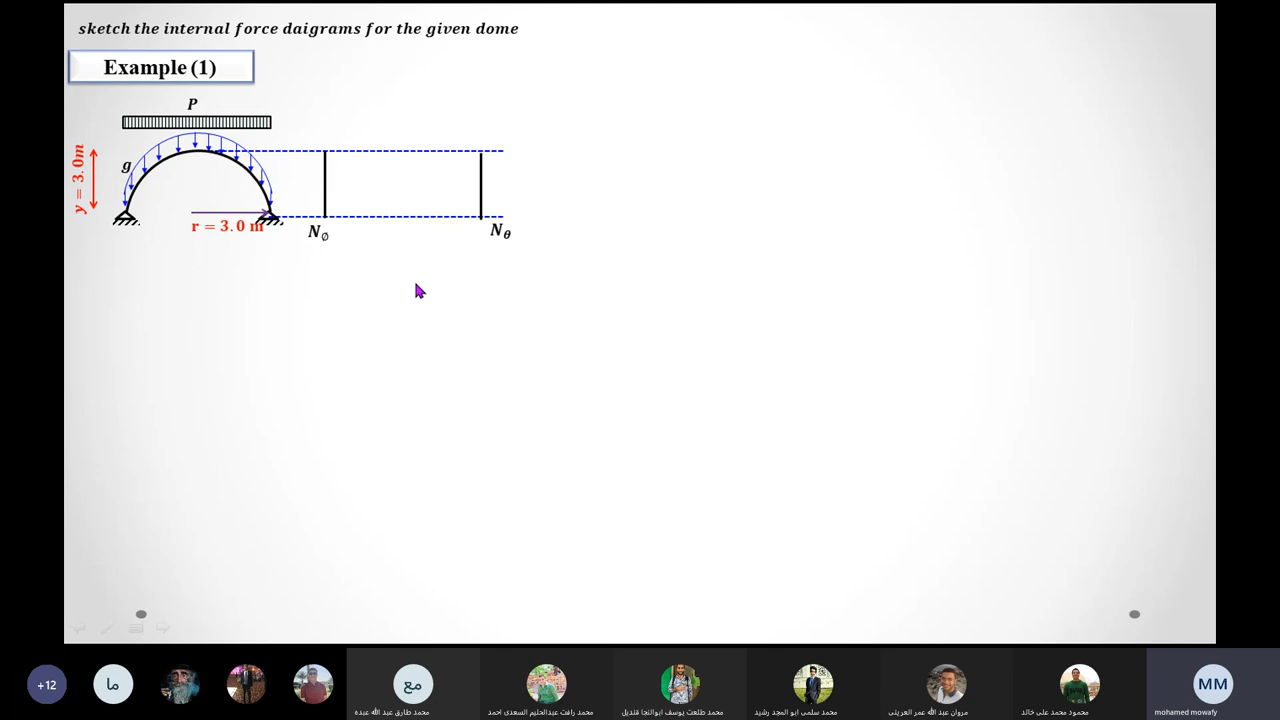 sketch the internal force daigrams for the given dome
Example (1)
P
g
y = 3.0m
r = 3.0 m
N∅
Nθ
+12
ما
مع
محمد طارق عبد الله عبده
محمد رافت عبدالحليم السعدى احمد
محمد طلعت يوسف ابوالنجا قنديل
محمد سلمى ابو المجد رشيد
مروان عبد الله عمر العرينى
محمود محمد على خالد
MM
mohamed mowafy